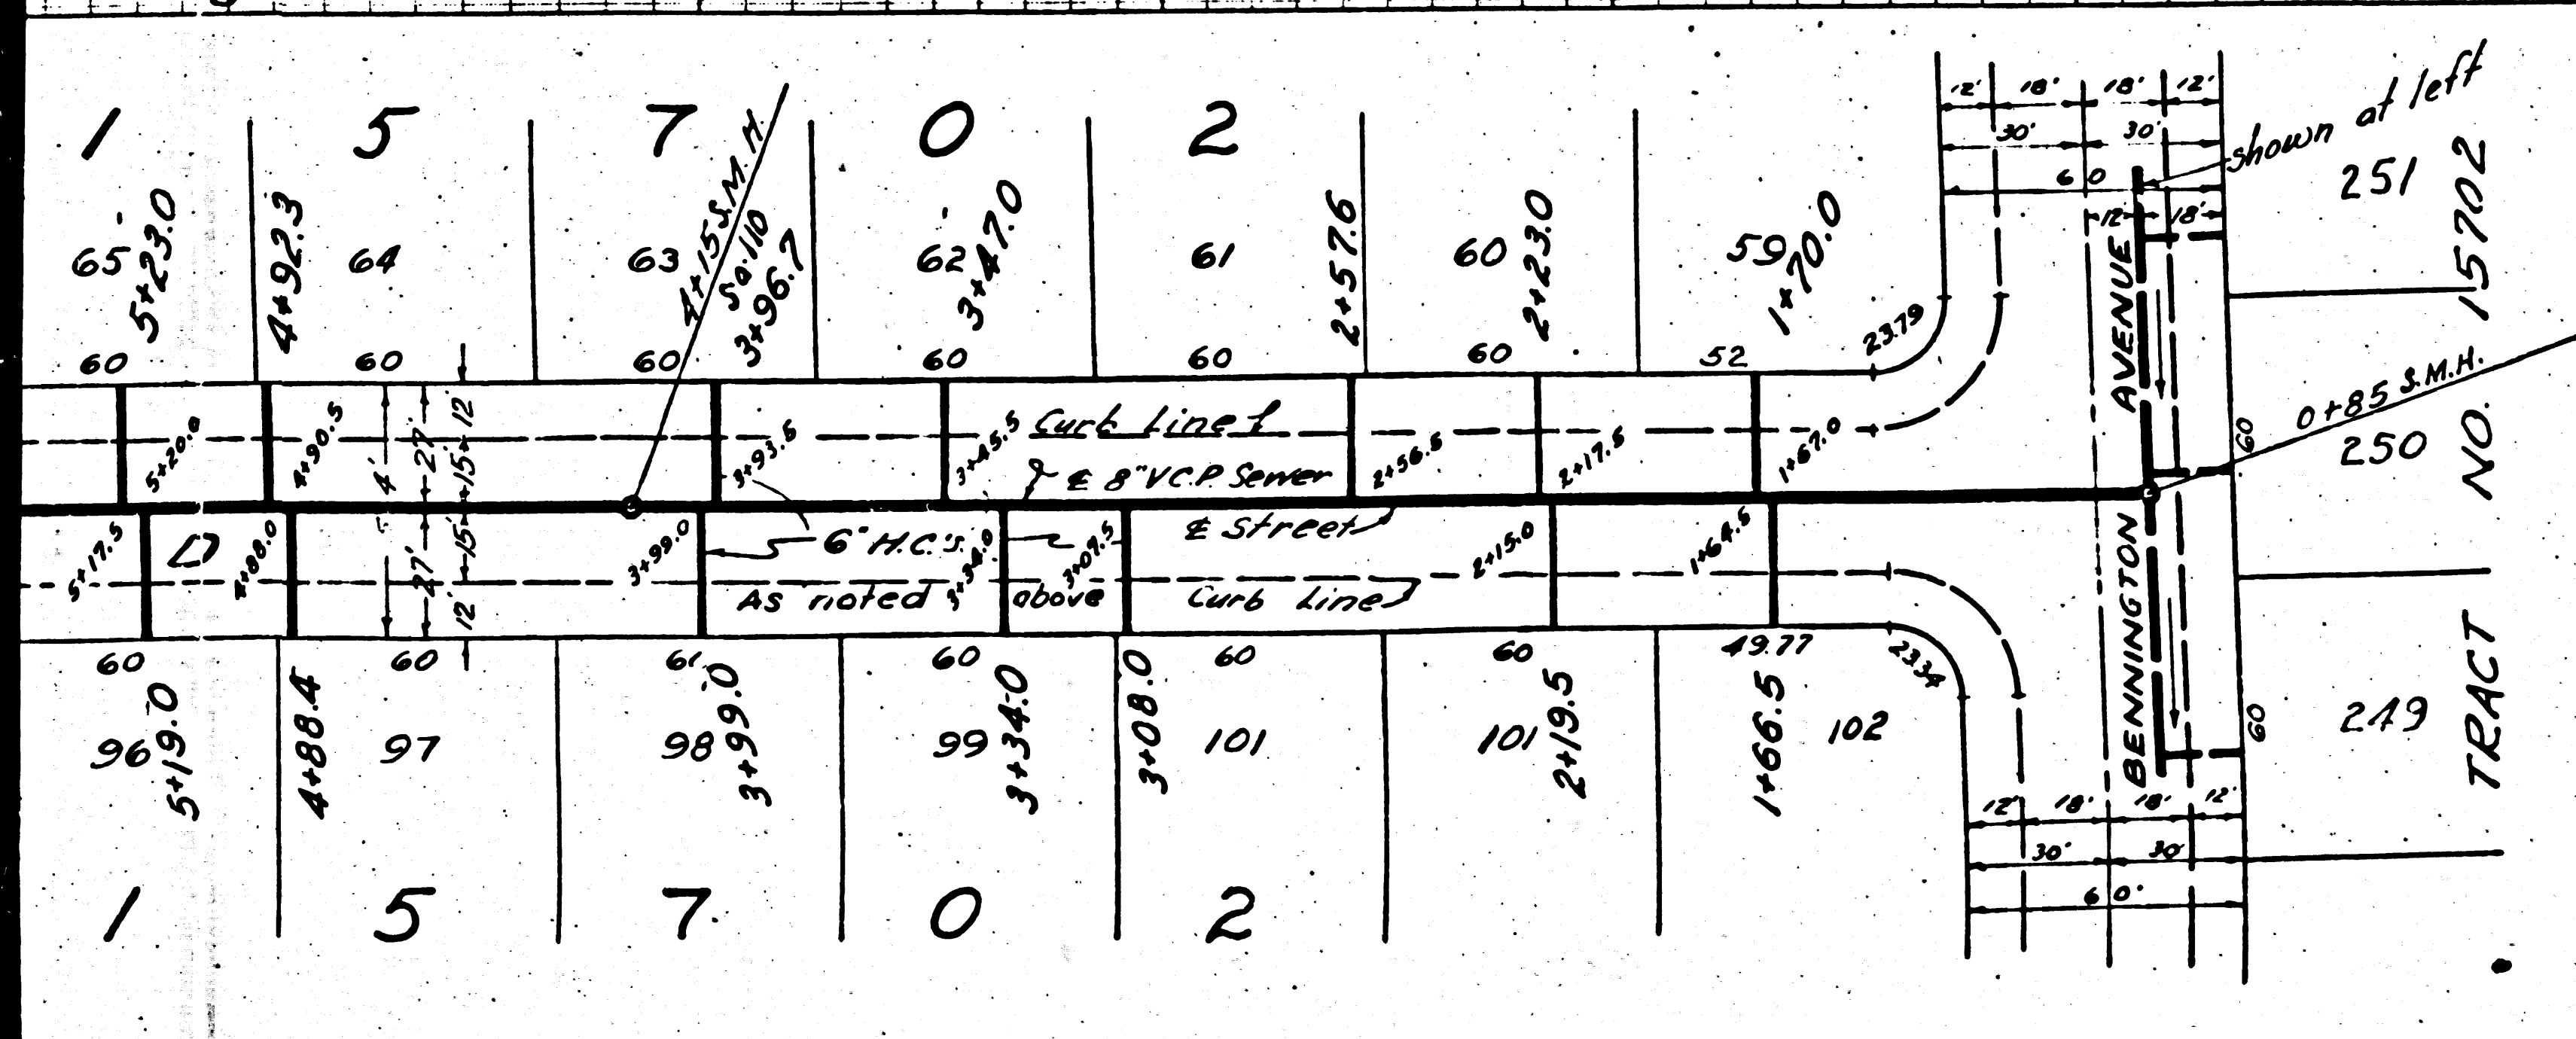 1 5 7 0 2
12' 18' 18' 12'
30' 30'
60
12' 18'
shown at left
65 5+23.0
4+92.3
64
63
4+15 S.M.H.
So.110
3+96.7
62 3+47.0
61
2+57.6
60 2+23.0
59 1+70.0
251
60 60 60 60 60 60 52 23.79
AVENUE
5+20.0
4+90.5
4'
27'
15' 12'
3+93.5
3+45.5
Curb Line
℄ 8" V.C.P. Sewer
2+56.5
2+17.5
1+67.0
60
0+85 S.M.H.
250
5+17.5
4+88.0
27'
15'
12'
3+99.0
6" H.C.'s.
As noted above
3+34.0
3+07.5
℄ Street
Curb Line
2+15.0
1+64.5
BENNINGTON
TRACT NO. 15702
60 60 61 60 60 60 49.77 23.34
96 5+19.0
4+88.4
97
98 3+99.0
99 3+34.0
3+08.0
101
101 2+19.5
1+66.5
102
60
249
12' 18' 18' 12'
30' 30'
60'
1 5 7 0 2